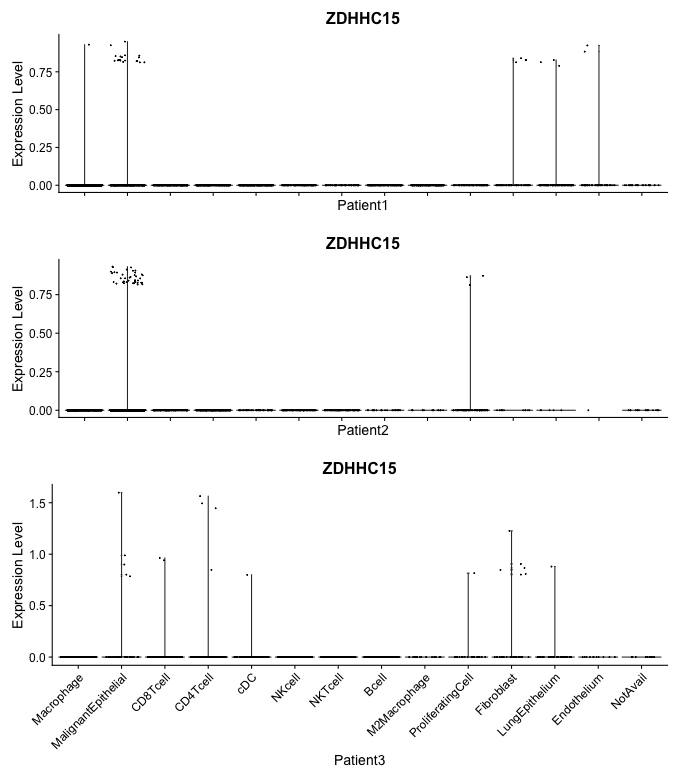 ZDHHC15
Expression Level
0.75
0.50
0.25
0.00
Patient1
ZDHHC15
Expression Level
0.75
0.50
0.25
0.00
Patient2
ZDHHC15
Expression Level
1.5
1.0
0.5
0.0
Macrophage
MalignantEpithelial
CD8Tcell
CD4Tcell
cDC
NKcell
NKTcell
Bcell
M2Macrophage
ProliferatingCell
Fibroblast
LungEpithelium
Endothelium
NotAvail
Patient3